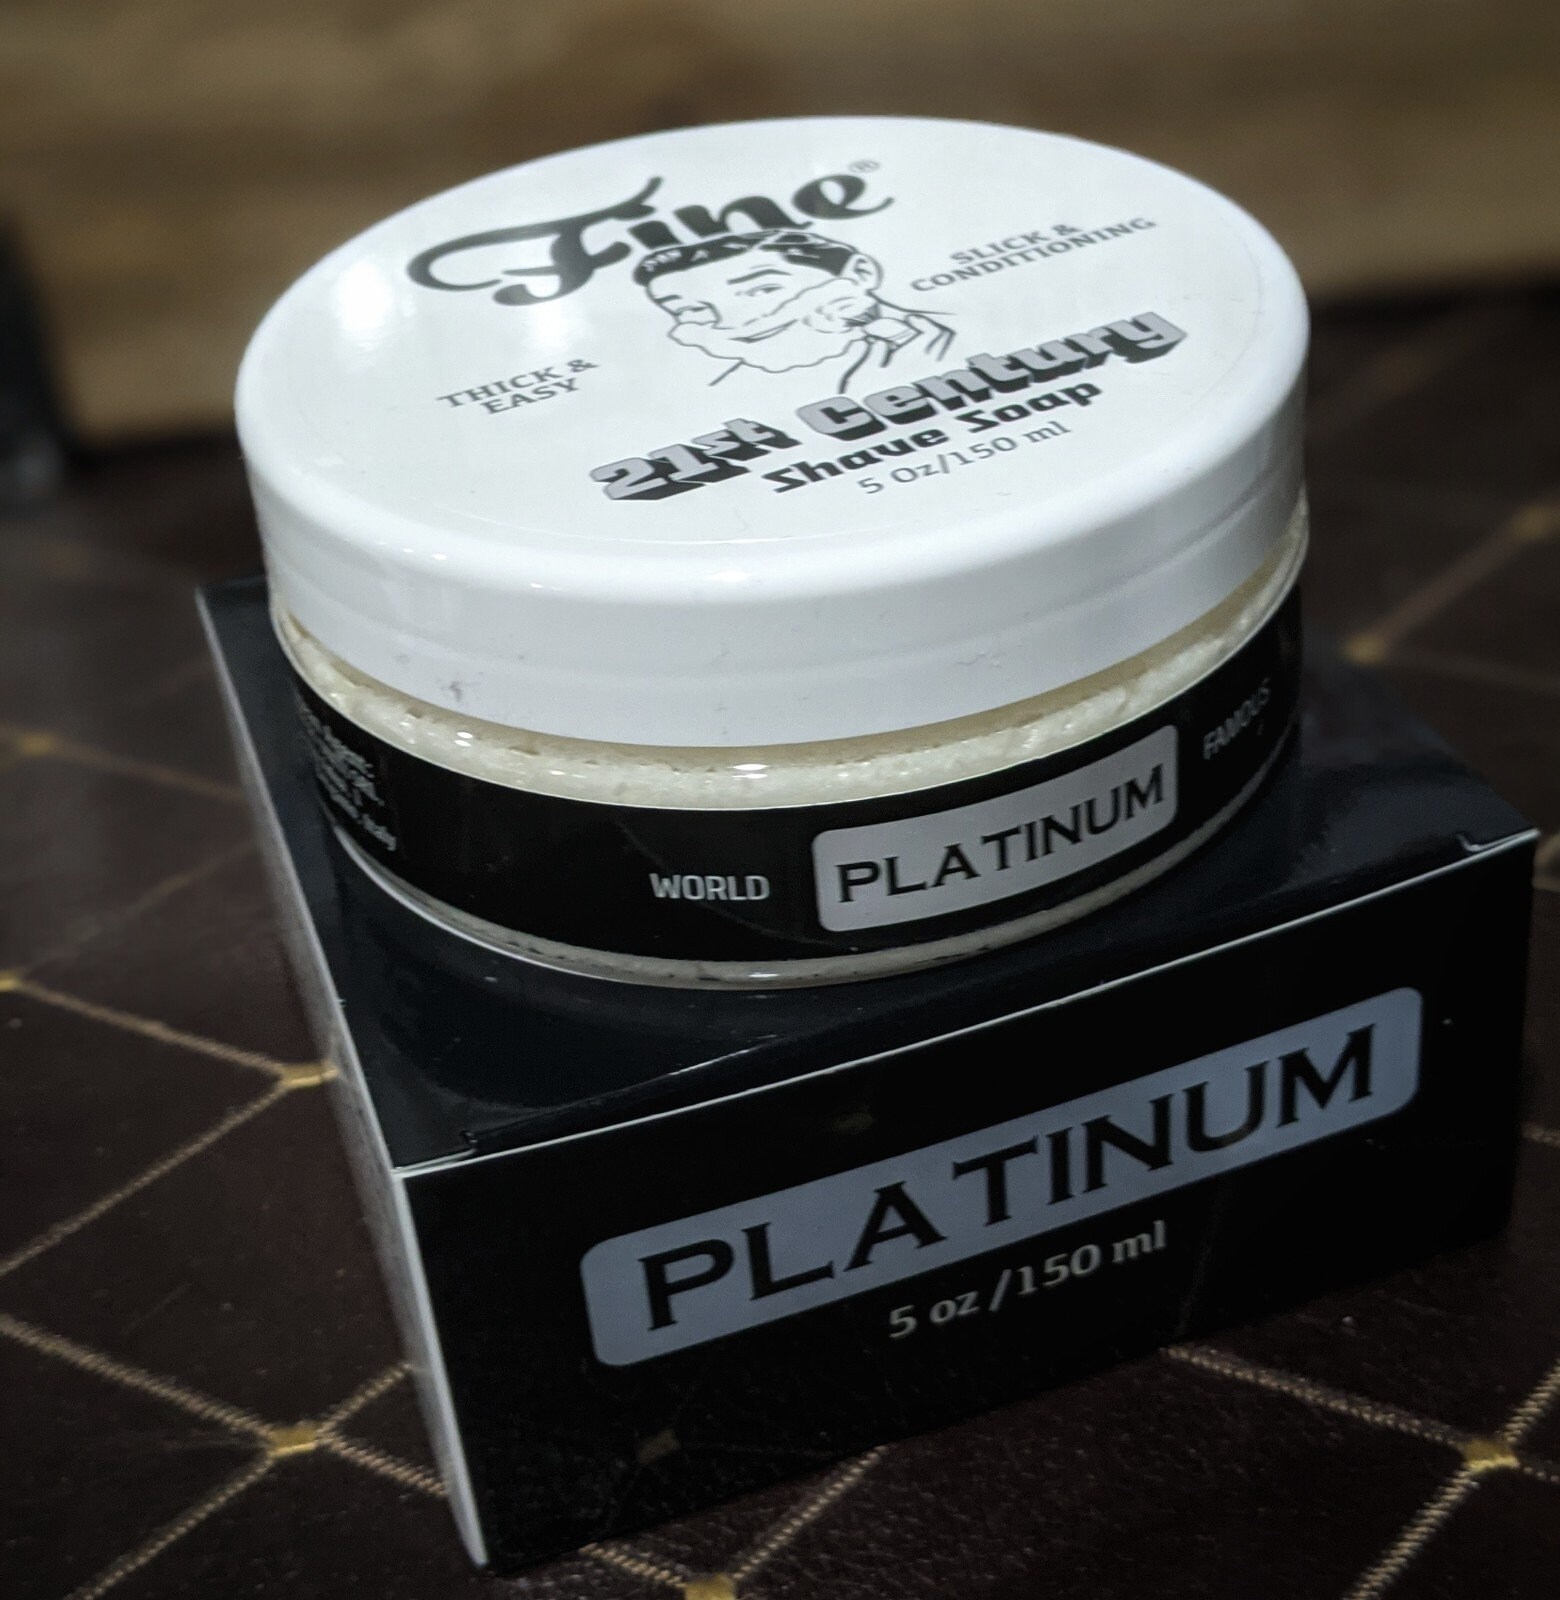 Fine®
THICK &
EASY
SLICK &
CONDITIONING
21st Century
Shave Soap
5 Oz/150 ml
WORLD PLATINUM FAMOUS
PLATINUM
5 oz /150 ml